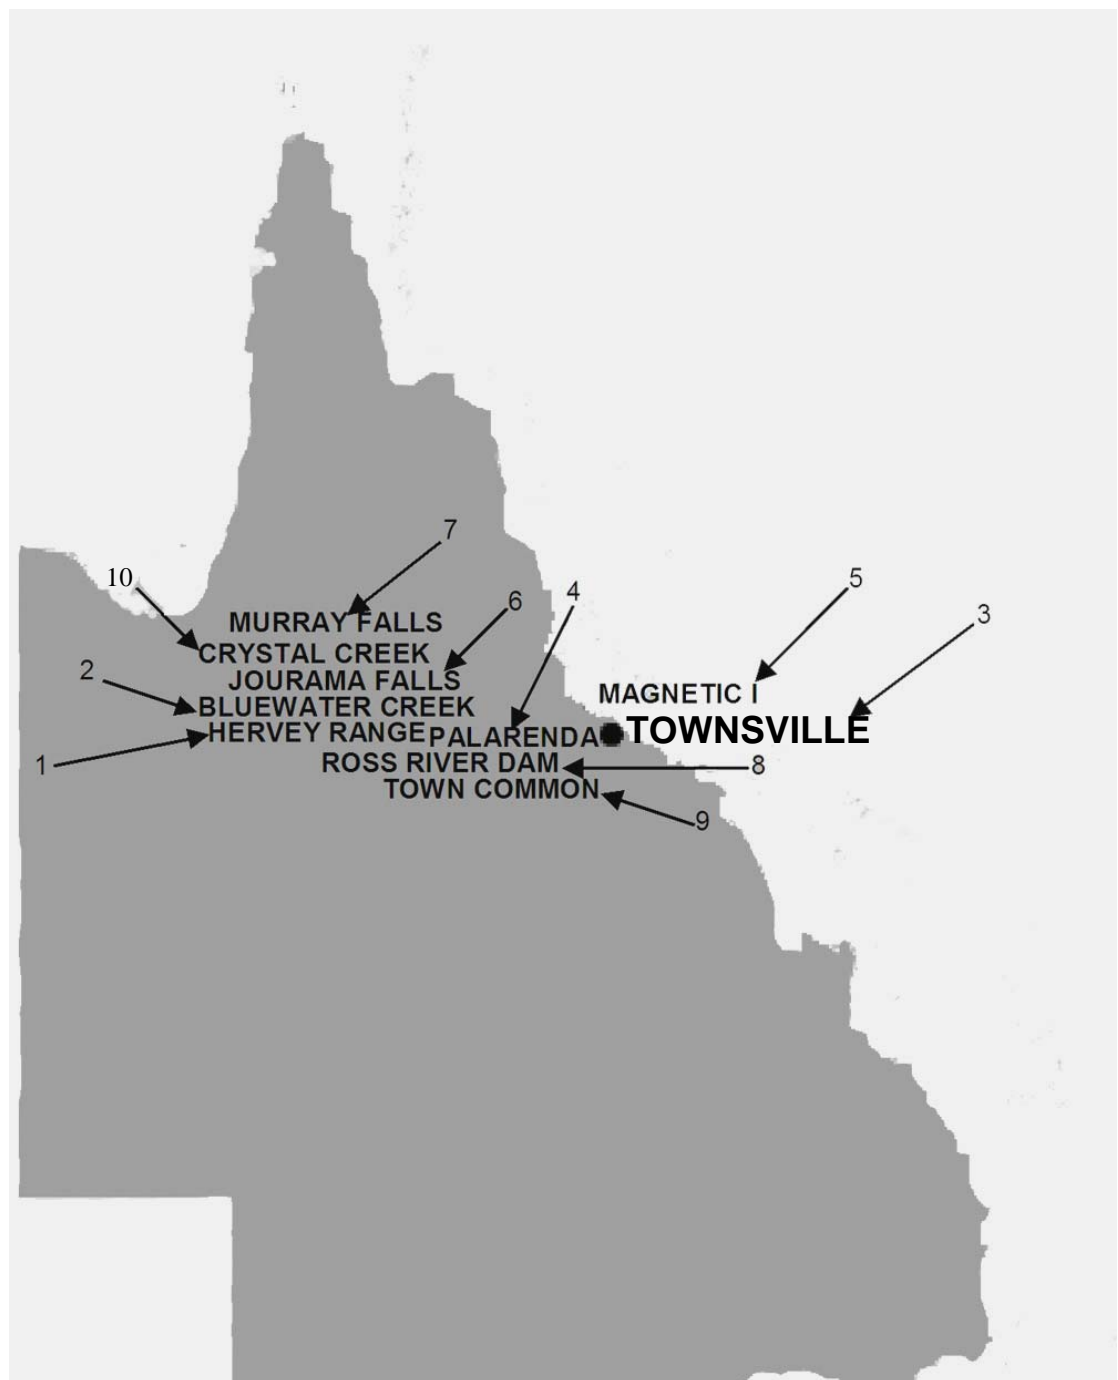 7
10
5
6
4
3
MURRAY FALLS
CRYSTAL CREEK
2
JOURAMA FALLS
MAGNETIC I
BLUEWATER CREEK
HERVEY RANGE PALARENDA TOWNSVILLE
1
ROSS RIVER DAM
8
TOWN COMMON
9